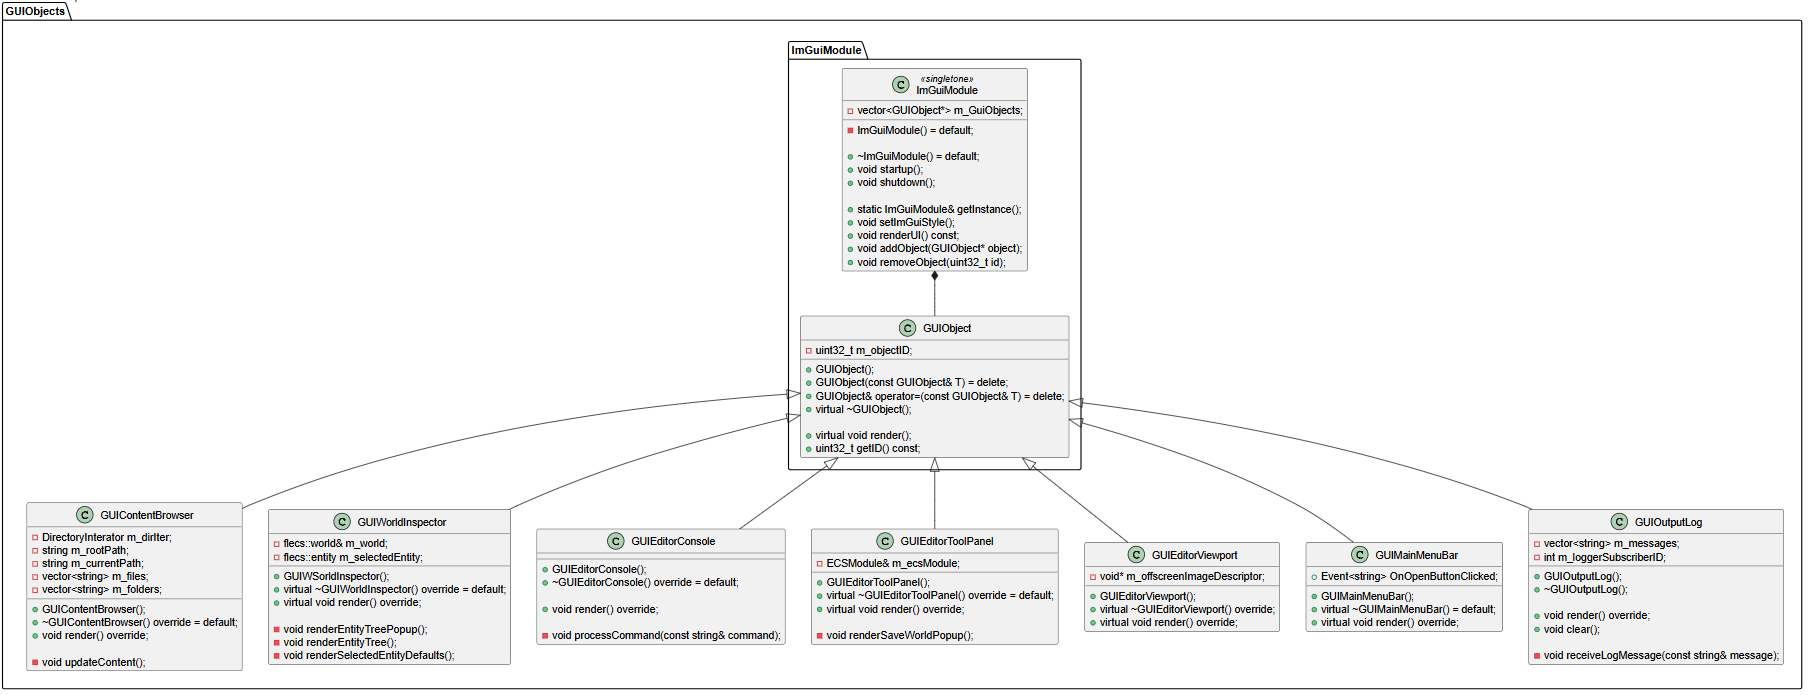 GUIObjects
ImGuiModule
«singletone»
C
ImGuiModule
vector<GUIObject*> m_GuiObjects;
ImGuiModule() = default;
~ImGuiModule() = default;
void startup();
void shutdown();
static ImGuiModule& getInstance();
void setImGuiStyle();
void renderUI() const;
void addObject(GUIObject* object);
void removeObject(uint32_t id);
C GUIObject
uint32_t m_objectID;
GUIObject();
GUIObject(const GUIObject& T) = delete;
GUIObject& operator=(const GUIObject& T) = delete;
virtual ~GUIObject();
virtual void render();
uint32_t getID() const;
C GUIContentBrowser
DirectoryInterator m_dirIter;
string m_rootPath;
string m_currentPath;
vector<string> m_files;
vector<string> m_folders;
GUIContentBrowser();
~GUIContentBrowser() override = default;
void render() override;
void updateContent();
C GUIWorldInspector
flecs::world& m_world;
flecs::entity m_selectedEntity;
GUIWSorldInspector();
virtual ~GUIWorldInspector() override = default;
virtual void render() override;
void renderEntityTreePopup();
void renderEntityTree();
void renderSelectedEntityDefaults();
C GUIEditorConsole
GUIEditorConsole();
~GUIEditorConsole() override = default;
void render() override;
void processCommand(const string& command);
C GUIEditorToolPanel
ECSModule& m_ecsModule;
GUIEditorToolPanel();
virtual ~GUIEditorToolPanel() override = default;
virtual void render() override;
void renderSaveWorldPopup();
C GUIEditorViewport
void* m_offscreenImageDescriptor;
GUIEditorViewport();
virtual ~GUIEditorViewport() override;
virtual void render() override;
C GUIMainMenuBar
Event<string> OnOpenButtonClicked;
GUIMainMenuBar();
virtual ~GUIMainMenuBar() = default;
virtual void render() override;
C GUIOutputLog
vector<string> m_messages;
int m_loggerSubscriberID;
GUIOutputLog();
~GUIOutputLog();
void render() override;
void clear();
void receiveLogMessage(const string& message);